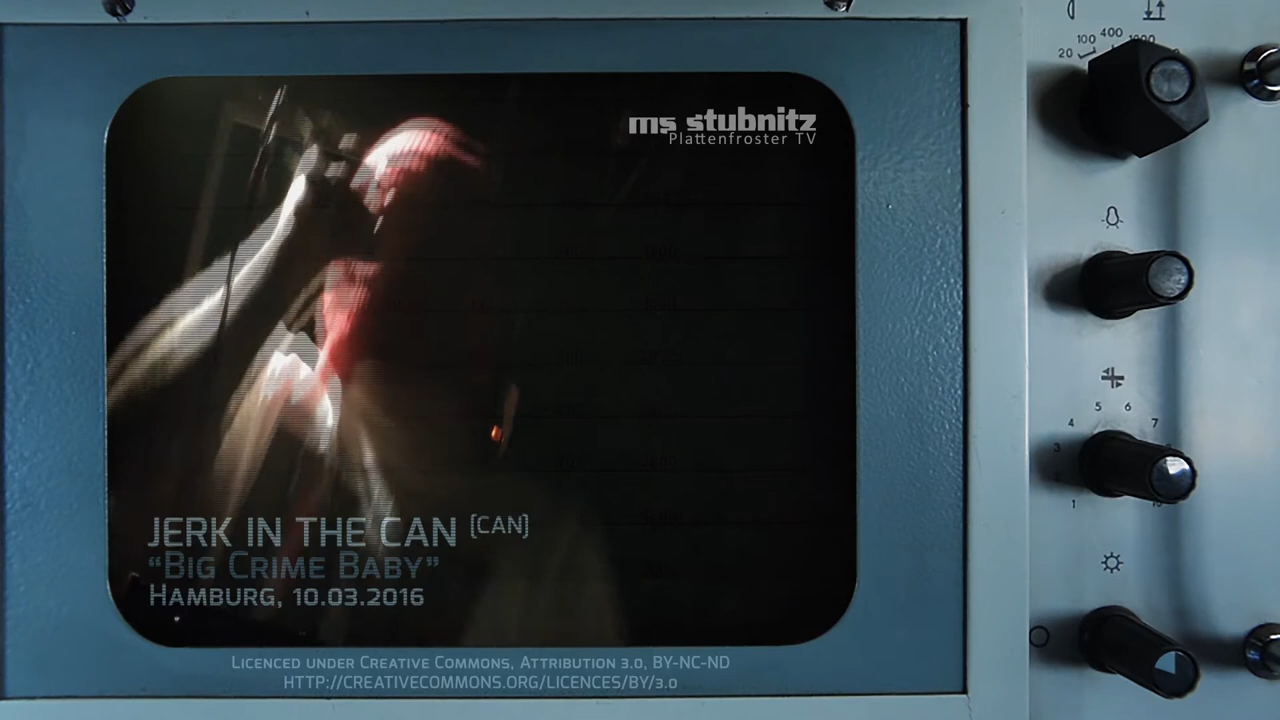 ms stubnitz
Plattenfroster TV
20
100
400
1000
5
6
4
7
3
1
JERK IN THE CAN [CAN]
"BIG CRIME BABY"
HAMBURG, 10.03.2016
LICENCED UNDER CREATIVE COMMONS, ATTRIBUTION 3.0, BY-NC-ND
HTTP://CREATIVECOMMONS.ORG/LICENCES/BY/3.0